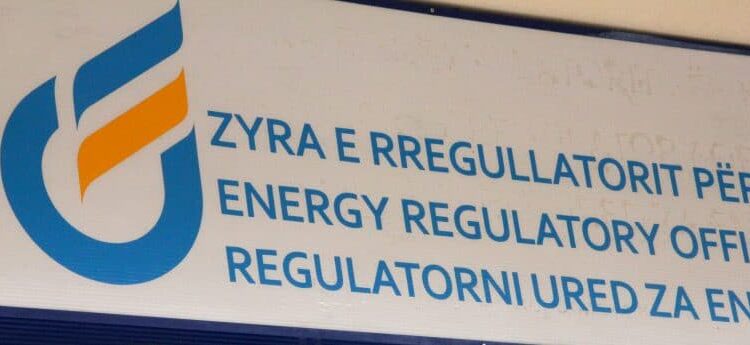 ZYRA E RREGULLATORIT PËR
ENERGY REGULATORY OFFI
REGULATORNI URED ZA EN